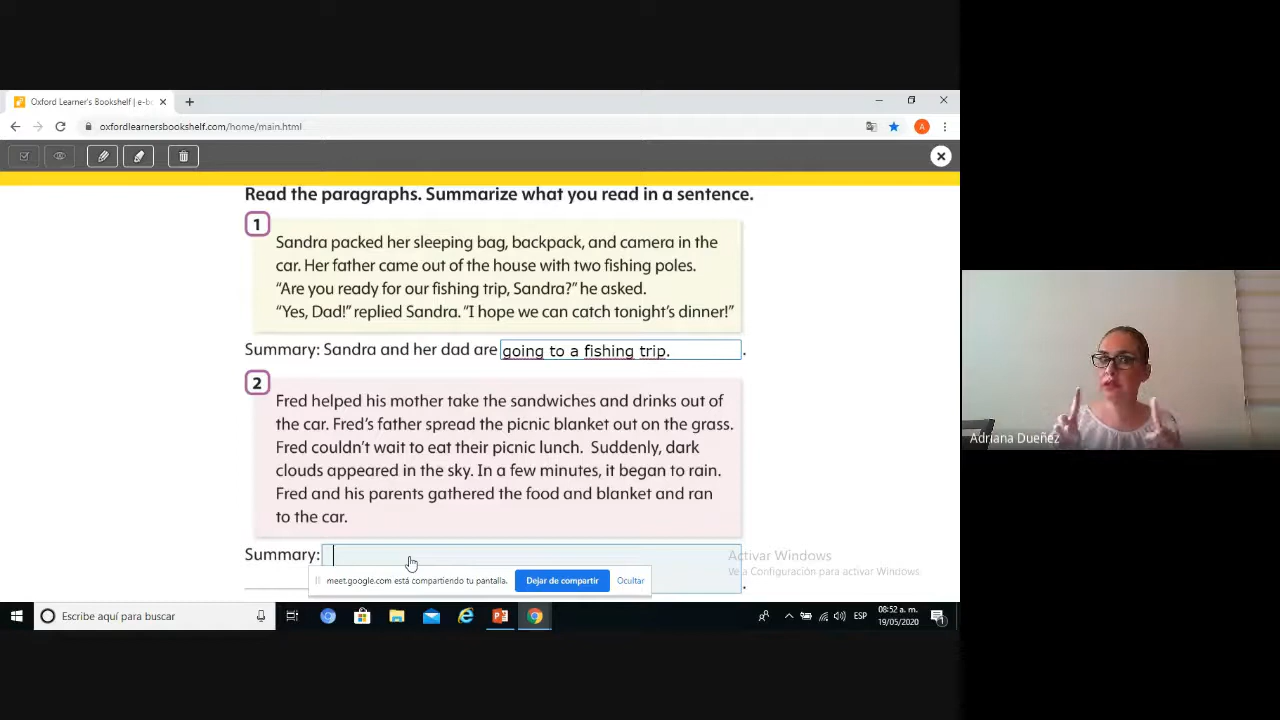 Oxford Learner's Bookshelf | e-b
oxfordlearnersbookshelf.com/home/main.html
A
Read the paragraphs. Summarize what you read in a sentence.
1
Sandra packed her sleeping bag, backpack, and camera in the
car. Her father came out of the house with two fishing poles.
“Are you ready for our fishing trip, Sandra?” he asked.
“Yes, Dad!” replied Sandra. “I hope we can catch tonight’s dinner!”
Summary: Sandra and her dad are going to a fishing trip. .
2
Fred helped his mother take the sandwiches and drinks out of
the car. Fred’s father spread the picnic blanket out on the grass.
Fred couldn’t wait to eat their picnic lunch. Suddenly, dark
clouds appeared in the sky. In a few minutes, it began to rain.
Fred and his parents gathered the food and blanket and ran
to the car.
Summary:
.
Activar Windows
Ve a Configuración para activar Windows.
meet.google.com está compartiendo tu pantalla. Dejar de compartir Ocultar
Escribe aquí para buscar
ESP
08:52 a. m.
19/05/2020
1
Adriana Dueñez